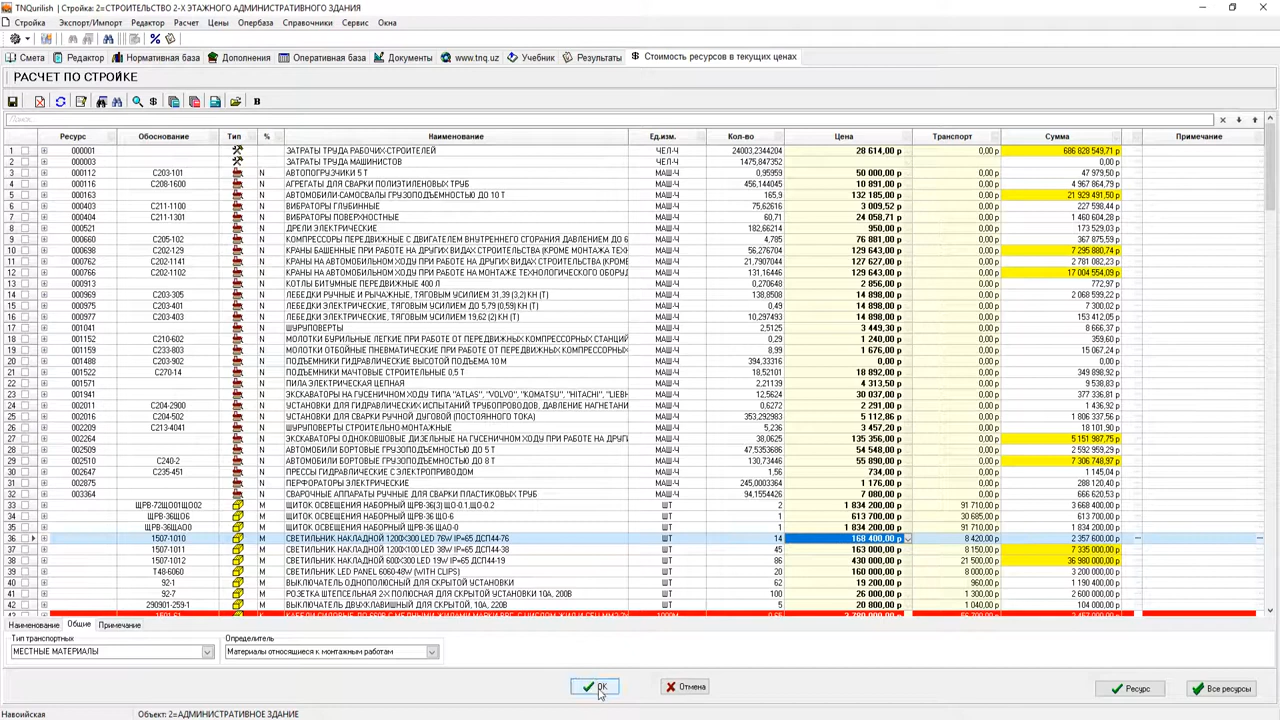 TNQurilish | Стройка: 2=СТРОИТЕЛЬСТВО 2-Х ЭТАЖНОГО АДМИНИСТРАТИВНОГО ЗДАНИЯ
Стройка Экспорт/Импорт Редактор Расчет Цены Опербаза Справочники Сервис Окна
Смета Редактор Нормативная база Дополнения Оперативная база Документы www.tnq.uz Учебник Результаты $ Стоимость ресурсов в текущих ценах
РАСЧЕТ ПО СТРОЙКЕ
Поиск...
Ресурс Обоснование Тип % Наименование Ед.изм. Кол-во Цена Транспорт Сумма Примечание
1 000001 ЗАТРАТЫ ТРУДА РАБОЧИХ-СТРОИТЕЛЕЙ ЧЕЛ-Ч 24003,2344204 28 614,00 р 0,00 р 686 828 549,71 р
2 000003 ЗАТРАТЫ ТРУДА МАШИНИСТОВ ЧЕЛ-Ч 1475,847352 0,00 р
3 000112 С203-101 N АВТОПОГРУЗЧИКИ 5 Т МАШ-Ч 0,95959 50 000,00 р 0,00 р 47 979,50 р
4 000116 С208-1600 N АГРЕГАТЫ ДЛЯ СВАРКИ ПОЛИЭТИЛЕНОВЫХ ТРУБ МАШ-Ч 456,144045 10 891,00 р 0,00 р 4 967 864,79 р
5 000163 N АВТОМОБИЛИ-САМОСВАЛЫ ГРУЗОПОДЪЕМНОСТЬЮ ДО 10 Т МАШ-Ч 165,9 132 185,00 р 0,00 р 21 929 491,50 р
6 000403 С211-1100 N ВИБРАТОРЫ ГЛУБИННЫЕ МАШ-Ч 75,62616 3 009,52 р 0,00 р 227 598,44 р
7 000404 С211-1301 N ВИБРАТОРЫ ПОВЕРХНОСТНЫЕ МАШ-Ч 60,71 24 058,71 р 0,00 р 1 460 604,28 р
8 000521 N ДРЕЛИ ЭЛЕКТРИЧЕСКИЕ МАШ-Ч 182,66214 950,00 р 0,00 р 173 529,03 р
9 000660 С205-102 N КОМПРЕССОРЫ ПЕРЕДВИЖНЫЕ С ДВИГАТЕЛЕМ ВНУТРЕННЕГО СГОРАНИЯ ДАВЛЕНИЕМ ДО 6 МАШ-Ч 4,785 76 881,00 р 0,00 р 367 875,59 р
10 000698 С202-129 N КРАНЫ БАШЕННЫЕ ПРИ РАБОТЕ НА ДРУГИХ ВИДАХ СТРОИТЕЛЬСТВА (КРОМЕ МОНТАЖА ТЕХН МАШ-Ч 56,276704 129 643,00 р 0,00 р 7 295 880,74 р
11 000762 С202-1141 N КРАНЫ НА АВТОМОБИЛЬНОМ ХОДУ ПРИ РАБОТЕ НА ДРУГИХ ВИДАХ СТРОИТЕЛЬСТВА (КРОМЕ МАШ-Ч 21,7907044 127 627,00 р 0,00 р 2 781 082,23 р
12 000766 С202-1102 N КРАНЫ НА АВТОМОБИЛЬНОМ ХОДУ ПРИ РАБОТЕ НА МОНТАЖЕ ТЕХНОЛОГИЧЕСКОГО ОБОРУД МАШ-Ч 131,16446 129 643,00 р 0,00 р 17 004 554,09 р
13 000913 N КОТЛЫ БИТУМНЫЕ ПЕРЕДВИЖНЫЕ 400 Л МАШ-Ч 0,270648 2 856,00 р 0,00 р 772,97 р
14 000969 С203-305 N ЛЕБЕДКИ РУЧНЫЕ И РЫЧАЖНЫЕ, ТЯГОВЫМ УСИЛИЕМ 31,39 (3,2) КН (Т) МАШ-Ч 138,8508 14 898,00 р 0,00 р 2 068 599,22 р
15 000975 С203-401 N ЛЕБЕДКИ ЭЛЕКТРИЧЕСКИЕ, ТЯГОВЫМ УСИЛИЕМ ДО 5,79 (0,59) КН (Т) МАШ-Ч 0,49 14 898,00 р 0,00 р 7 300,02 р
16 000977 С203-403 N ЛЕБЕДКИ ЭЛЕКТРИЧЕСКИЕ, ТЯГОВЫМ УСИЛИЕМ 19,62 (2) КН (Т) МАШ-Ч 10,297 14 898,00 р 0,00 р 153 412,05 р
17 001041 N ШУРУПОВЕРТЫ МАШ-Ч 2,5125 3 449,30 р 0,00 р 8 666,37 р
18 001158 С210-602 N МОЛОТКИ БУРИЛЬНЫЕ ЛЕГКИЕ ПРИ РАБОТЕ ОТ ПЕРЕДВИЖНЫХ КОМПРЕССОРНЫХ СТАНЦИЙ МАШ-Ч 0,29 1 240,00 р 0,00 р 359,60 р
19 001159 С233-803 N МОЛОТКИ ОТБОЙНЫЕ ПНЕВМАТИЧЕСКИЕ ПРИ РАБОТЕ ОТ ПЕРЕДВИЖНЫХ КОМПРЕССОРНЫХ МАШ-Ч 8,99 1 676,00 р 0,00 р 15 067,24 р
20 001488 С203-902 N ПОДЪЕМНИКИ ГИДРАВЛИЧЕСКИЕ ВЫСОТОЙ ПОДЪЕМА 10 М МАШ-Ч 394,33316 0,00 р 0,00 р 0,00 р
21 001522 С270-14 N ПОДЪЕМНИКИ МАЧТОВЫЕ СТРОИТЕЛЬНЫЕ 0,5 Т МАШ-Ч 18,52101 18 892,00 р 0,00 р 349 898,92 р
22 001571 N ПИЛА ЭЛЕКТРИЧЕСКАЯ ЦЕПНАЯ МАШ-Ч 2,21139 4 313,50 р 0,00 р 9 538,83 р
23 001941 N ЭКСКАВАТОРЫ НА ГУСЕНИЧНОМ ХОДУ ТИПА "ATLAS", "VOLVO", "KOMATSU", "HITACHI", "LIEBH МАШ-Ч 12,5624 30 037,00 р 0,00 р 377 336,81 р
24 002011 С204-2900 N УСТАНОВКИ ДЛЯ ГИДРАВЛИЧЕСКИХ ИСПЫТАНИЙ ТРУБОПРОВОДОВ, ДАВЛЕНИЕ НАГНЕТАНИ МАШ-Ч 0,6272 2 291,00 р 0,00 р 1 436,92 р
25 002016 С204-502 N УСТАНОВКИ ДЛЯ СВАРКИ РУЧНОЙ ДУГОВОЙ (ПОСТОЯННОГО ТОКА) МАШ-Ч 353,292983 5 112,86 р 0,00 р 1 806 337,56 р
26 002209 С213-4041 N ШУРУПОВЕРТЫ СТРОИТЕЛЬНО-МОНТАЖНЫЕ МАШ-Ч 5,236 3 457,20 р 0,00 р 18 101,90 р
27 002264 N ЭКСКАВАТОРЫ ОДНОКОВШОВЫЕ ДИЗЕЛЬНЫЕ НА ГУСЕНИЧНОМ ХОДУ ПРИ РАБОТЕ НА ДРУГИ МАШ-Ч 38,0625 135 356,00 р 0,00 р 5 151 987,75 р
28 002509 N АВТОМОБИЛИ БОРТОВЫЕ ГРУЗОПОДЪЕМНОСТЬЮ ДО 5 Т МАШ-Ч 47,5353686 54 548,00 р 0,00 р 2 592 959,29 р
29 002510 С240-2 N АВТОМОБИЛИ БОРТОВЫЕ ГРУЗОПОДЪЕМНОСТЬЮ ДО 8 Т МАШ-Ч 130,73446 55 890,00 р 0,00 р 7 306 748,97 р
30 002647 С235-451 N ПРЕССЫ ГИДРАВЛИЧЕСКИЕ С ЭЛЕКТРОПРИВОДОМ МАШ-Ч 1,56 734,00 р 0,00 р 1 145,04 р
31 002875 N ПЕРФОРАТОРЫ ЭЛЕКТРИЧЕСКИЕ МАШ-Ч 245,0003364 1 176,00 р 0,00 р 288 120,40 р
32 003364 N СВАРОЧНЫЕ АППАРАТЫ РУЧНЫЕ ДЛЯ СВАРКИ ПЛАСТИКОВЫХ ТРУБ МАШ-Ч 94,1554426 7 080,00 р 0,00 р 666 620,53 р
33 ЩРВ-72ЩО01ЩО02 М ЩИТОК ОСВЕЩЕНИЯ НАБОРНЫЙ ЩРВ-36(3) ЩО-0.1,ЩО-0.2 ШТ 2 1 834 200,00 р 91 710,00 р 3 668 400,00 р
34 ЩРВ-36ЩО6 М ЩИТОК ОСВЕЩЕНИЯ НАБОРНЫЙ ЩРВ-36 ЩО-6 ШТ 1 613 700,00 р 30 685,00 р 613 700,00 р
35 ЩРВ-36ЩАО0 М ЩИТОК ОСВЕЩЕНИЯ НАБОРНЫЙ ЩРВ-36 ЩАО-0 ШТ 1 1 834 200,00 р 91 710,00 р 1 834 200,00 р
36 1507-1010 М СВЕТИЛЬНИК НАКЛАДНОЙ 1200Х300 LED 76W IP=65 ДСП44-76 ШТ 14 168 400,00 р 8 420,00 р 2 357 600,00 р
37 1507-1011 М СВЕТИЛЬНИК НАКЛАДНОЙ 1200Х100 LED 38W IP=65 ДСП44-38 ШТ 45 163 000,00 р 8 150,00 р 7 335 000,00 р
38 1507-1012 М СВЕТИЛЬНИК НАКЛАДНОЙ 600Х300 LED 19W IP=65 ДСП44-19 ШТ 86 430 000,00 р 21 500,00 р 36 980 000,00 р
39 Т48-6060 М СВЕТИЛЬНИК LED PANEL 6060-48W (WITH CLIPS) ШТ 20 160 000,00 р 8 000,00 р 3 200 000,00 р
40 92-1 М ВЫКЛЮЧАТЕЛЬ ОДНОПОЛЮСНЫЙ ДЛЯ СКРЫТОЙ УСТАНОВКИ ШТ 62 19 200,00 р 960,00 р 1 190 400,00 р
41 92-7 М РОЗЕТКА ШТЕПСЕЛЬНАЯ ДЛЯ СКРЫТОЙ УСТАНОВКИ 10А, 200В ШТ 100 26 000,00 р 1 300,00 р 2 600 000,00 р
42 290901-259-1 М ВЫКЛЮЧАТЕЛЬ ДВУХКЛАВИШНЫЙ ДЛЯ СКРЫТОЙ, 10А, 220В ШТ 5 20 800,00 р 1 040,00 р 104 000,00 р
Наименование Общие Примечание
Тип транспортных Определитель
МЕСТНЫЕ МАТЕРИАЛЫ Материалы относящиеся к монтажным работам
OK Отмена Ресурс Все ресурсы
Навоийская Объект: 2=АДМИНИСТРАТИВНОЕ ЗДАНИЕ